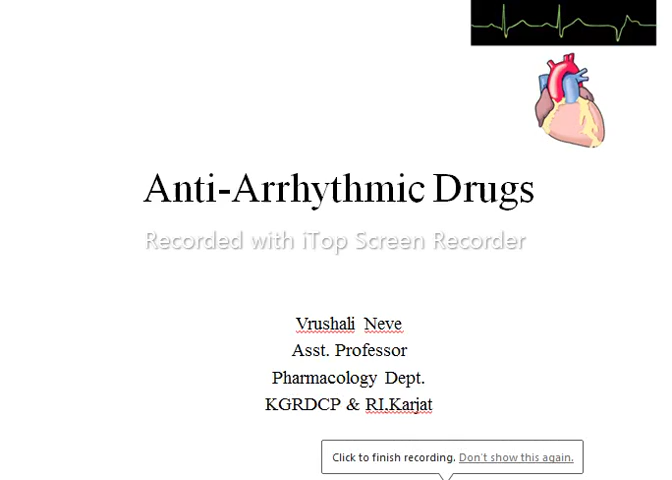 Anti-Arrhythmic Drugs
Recorded with iTop Screen Recorder
Vrushali Neve
Asst. Professor
Pharmacology Dept.
KGRDCP & RI,Karjat
Click to finish recording. Don't show this again.